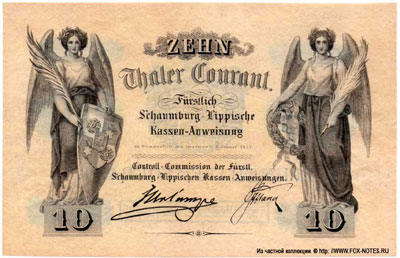 ZEHN
Thaler Courant.
Fürstlich
Schaumburg-Lippische
Kassen-Anweisung
Controll-Commission der Fürstl.
Schaumburg-Lippischen Kassen-Anweisungen.
10
10
Из частной коллекции
http://WWW.FOX-NOTES.RU